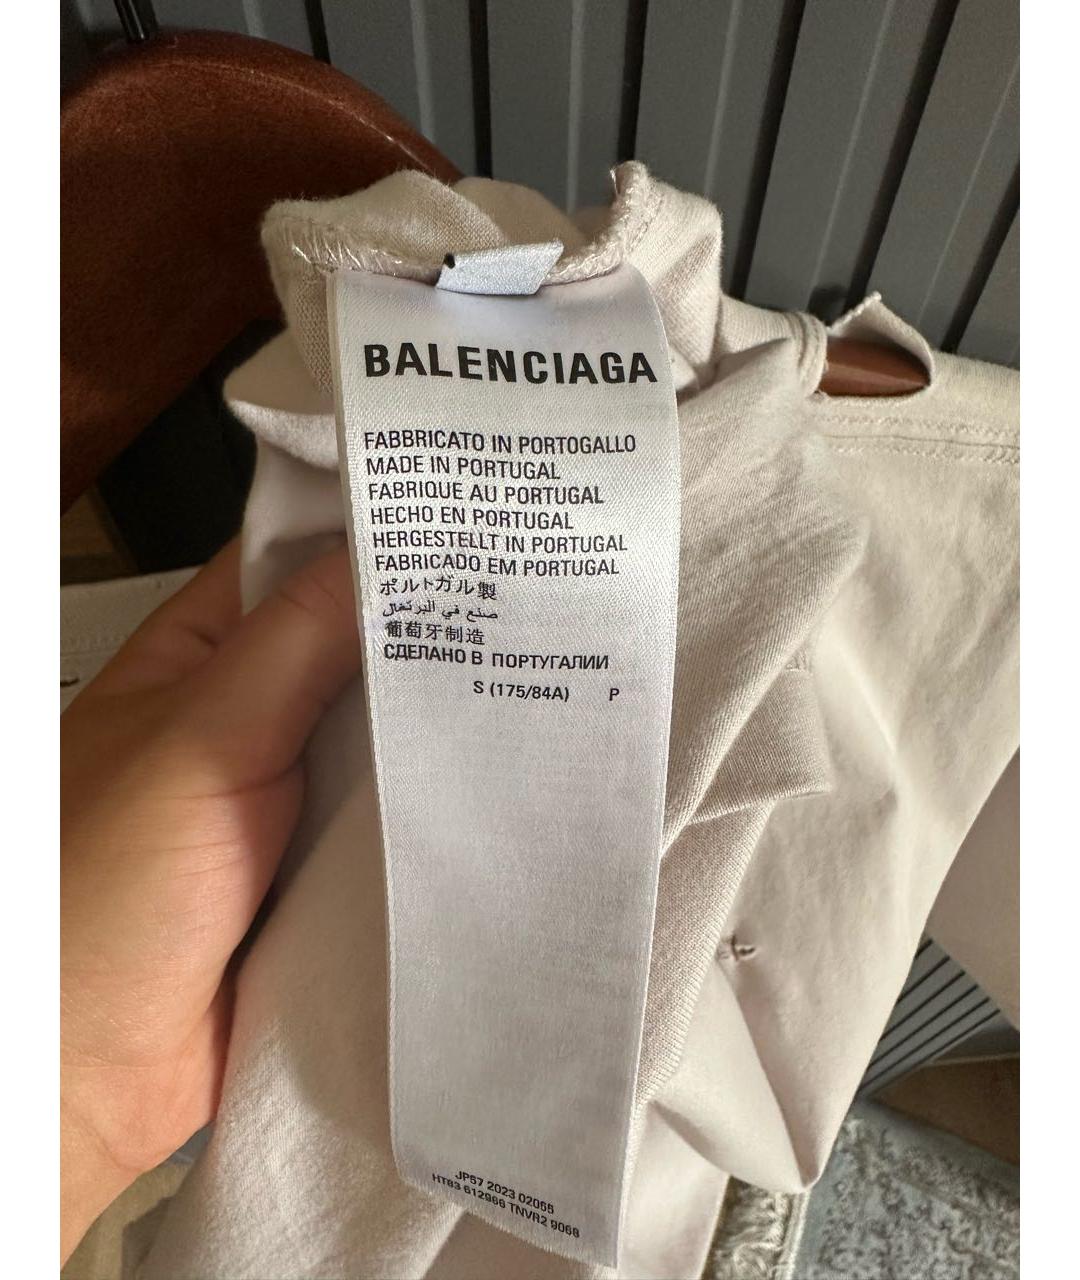 BALENCIAGA
FABBRICATO IN PORTOGALLO
MADE IN PORTUGAL
FABRIQUE AU PORTUGAL
HECHO EN PORTUGAL
HERGESTELLT IN PORTUGAL
FABRICADO EM PORTUGAL
ポルトガル製
صنع في البرتغال
葡萄牙制造
СДЕЛАНО В ПОРТУГАЛИИ
S (175/84A) P
JP57 2023 02055
HT83 612966 TNVR2 9068